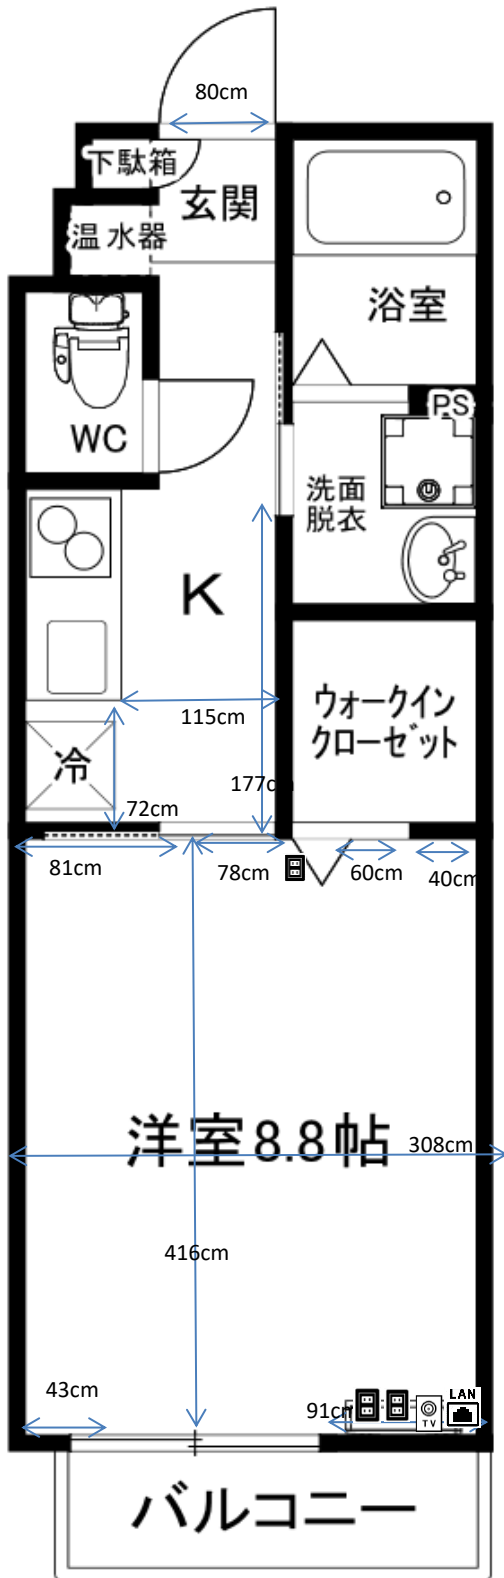 80cm
下駄箱
玄関
温水器
浴室
PS
WC
洗面
脱衣
K
ウォークイン
クローゼット
115cm
冷
177cm
72cm
81cm
78cm
60cm
40cm
洋室8.8帖
308cm
416cm
43cm
91cm
TV
LAN
バルコニー